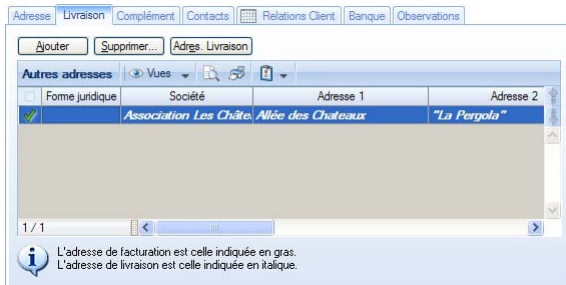 Adresse Livraison Complément Contacts Relations Client Banque Observations
Ajouter Supprimer... Adres. Livraison
Autres adresses Vues
Forme juridique Société Adresse 1 Adresse 2
Association Les Châte Allée des Chateaux "La Pergola"
1 / 1
L'adresse de facturation est celle indiquée en gras.
L'adresse de livraison est celle indiquée en italique.